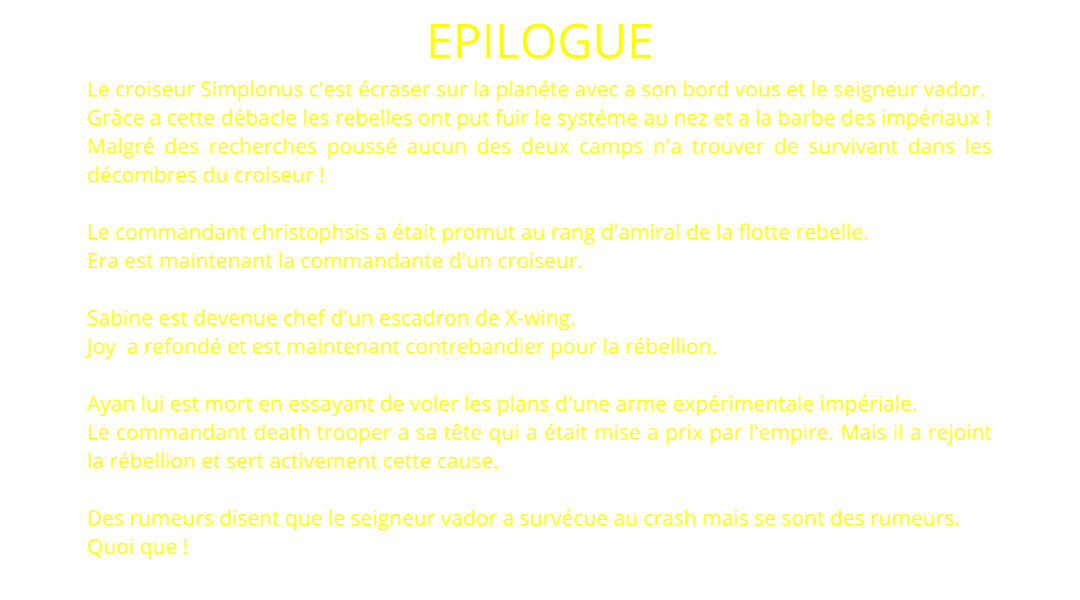 EPILOGUE
Le croiseur Simplonus c'est écraser sur la planéte avec a son bord vous et le seigneur vador.
Grâce a cette débacle les rebelles ont put fuir le systéme au nez et a la barbe des impériaux !
Malgré des recherches poussé aucun des deux camps n'a trouver de survivant dans les
décombres du croiseur !
Le commandant christophsis a était promut au rang d'amiral de la flotte rebelle.
Era est maintenant la commandante d'un croiseur.
Sabine est devenue chef d'un escadron de X-wing.
Joy  a refondé et est maintenant contrebandier pour la rébellion.
Ayan lui est mort en essayant de voler les plans d'une arme expérimentale impériale.
Le commandant death trooper a sa tête qui a était mise a prix par l'empire. Mais il a rejoint
la rébellion et sert activement cette cause.
Des rumeurs disent que le seigneur vador a survécue au crash mais se sont des rumeurs.
Quoi que !